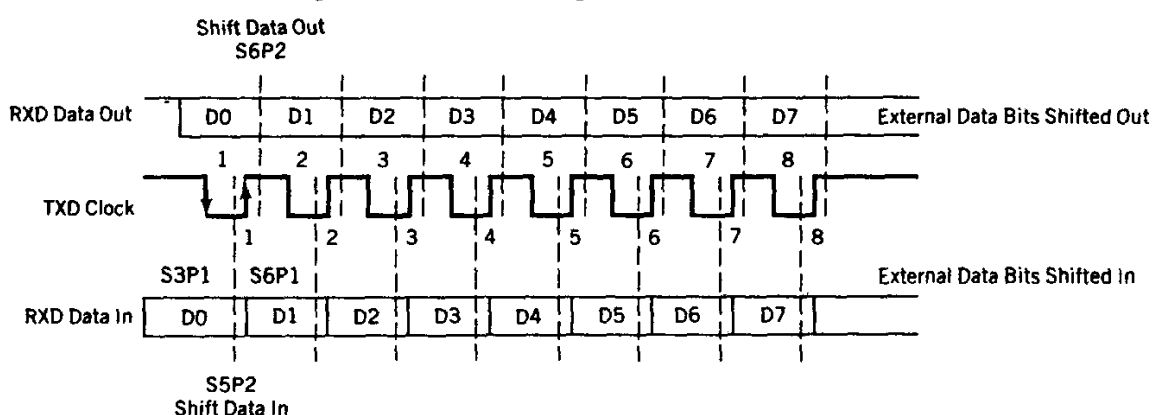 Shift Data Out
S6P2
RXD Data Out D0 D1 D2 D3 D4 D5 D6 D7 External Data Bits Shifted Out
1 2 3 4 5 6 7 8
TXD Clock
1 2 3 4 5 6 7 8
S3P1 S6P1 External Data Bits Shifted In
RXD Data In D0 D1 D2 D3 D4 D5 D6 D7
S5P2
Shift Data In